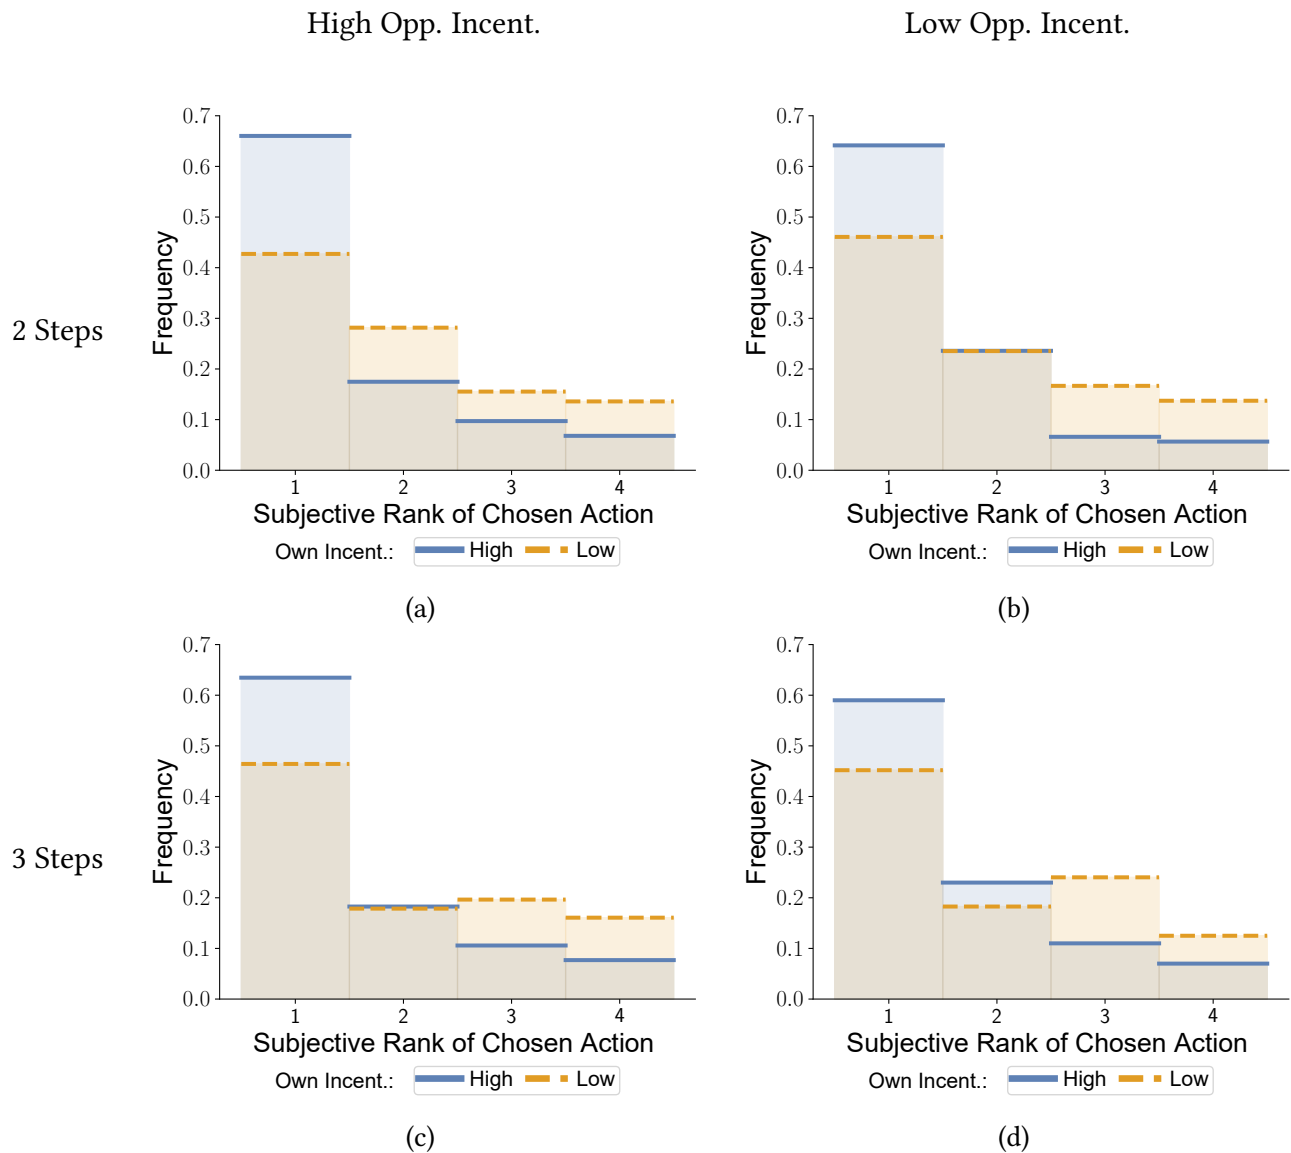 High Opp. Incent.
Low Opp. Incent.
2 Steps
Frequency
0.7
0.6
0.5
0.4
0.3
0.2
0.1
0.0
1 2 3 4
Subjective Rank of Chosen Action
Own Incent.: High Low
(a)
Frequency
0.7
0.6
0.5
0.4
0.3
0.2
0.1
0.0
1 2 3 4
Subjective Rank of Chosen Action
Own Incent.: High Low
(b)
3 Steps
Frequency
0.7
0.6
0.5
0.4
0.3
0.2
0.1
0.0
1 2 3 4
Subjective Rank of Chosen Action
Own Incent.: High Low
(c)
Frequency
0.7
0.6
0.5
0.4
0.3
0.2
0.1
0.0
1 2 3 4
Subjective Rank of Chosen Action
Own Incent.: High Low
(d)